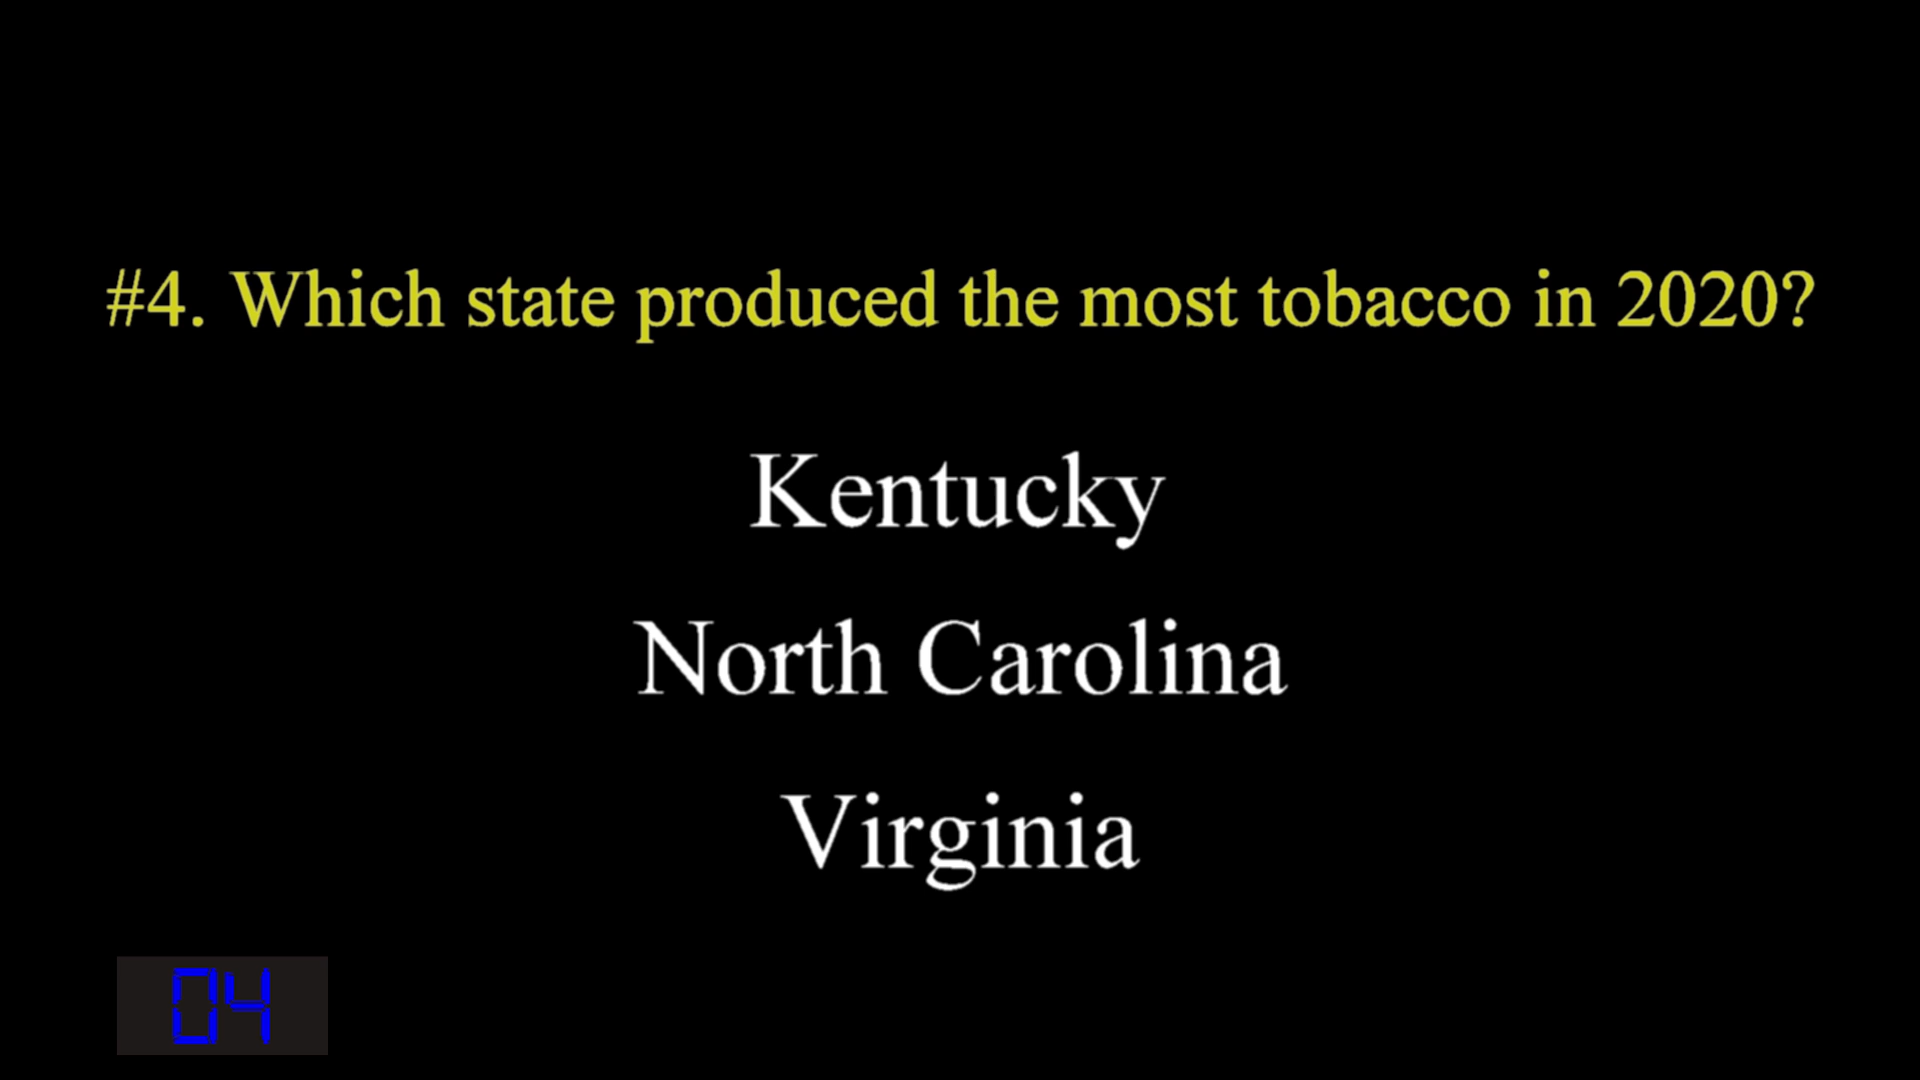 #4. Which state produced the most tobacco in 2020?
Kentucky
North Carolina
Virginia
04